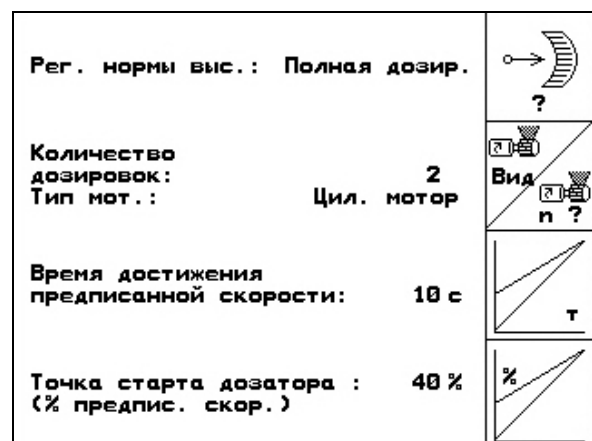 Рег. нормы выс.: Полная дозир.
?
Количество
дозировок: 2
Тип мот.: Цил. мотор
Вид
n ?
Время достижения
предписанной скорости: 10 с
т
Точка старта дозатора : 40 %
(% предпис. скор.)
%